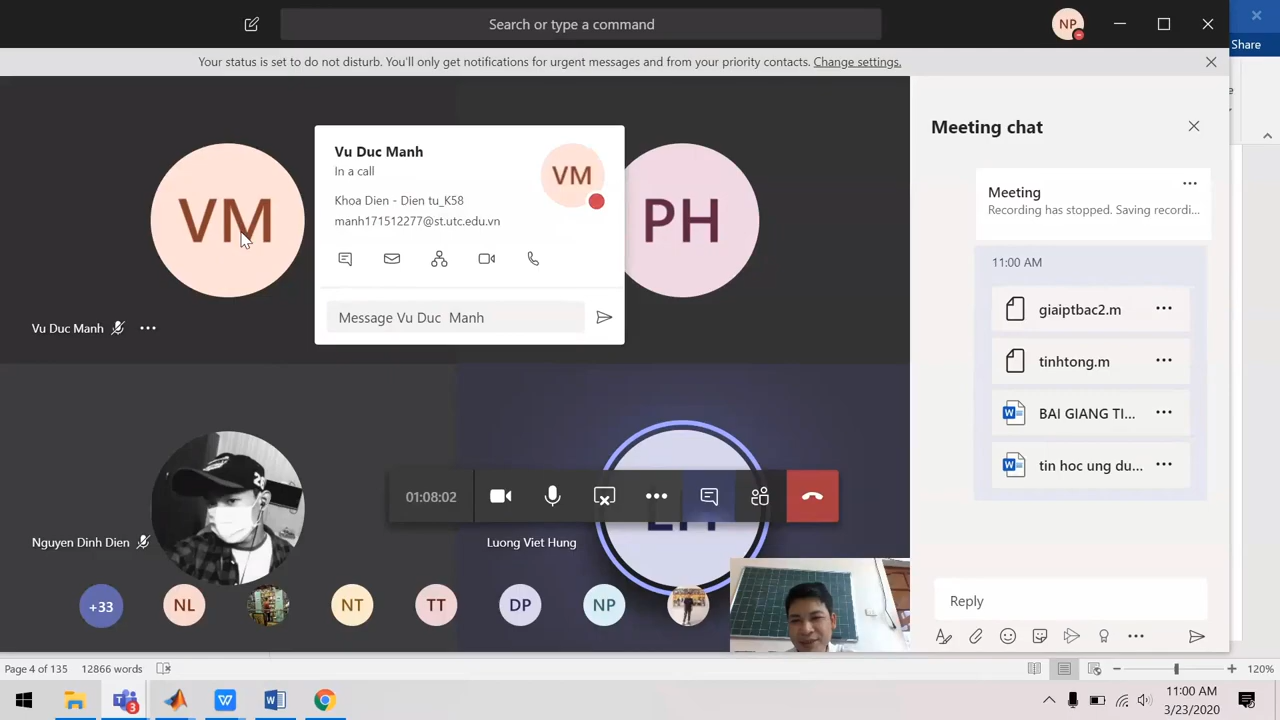 Search or type a command
NP
Share
Your status is set to do not disturb. You'll only get notifications for urgent messages and from your priority contacts. Change settings.
VM
Vu Duc Manh
In a call
Khoa Dien - Dien tu_K58
manh171512277@st.utc.edu.vn
VM
Message Vu Duc Manh
PH
Vu Duc Manh
Meeting chat
Meeting
Recording has stopped. Saving recordi...
11:00 AM
giaiptbac2.m
tinhtong.m
BAI GIANG TI...
tin hoc ung du...
01:08:02
Nguyen Dinh Dien
Luong Viet Hung
+33
NL
NT
TT
DP
NP
Reply
Page 4 of 135
12866 words
120%
3
11:00 AM
3/23/2020